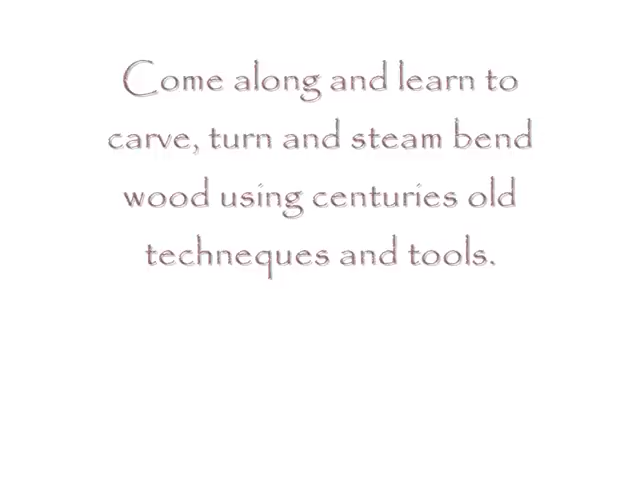 Come along and learn to
carve, turn and steam bend
wood using centuries old
techneques and tools.